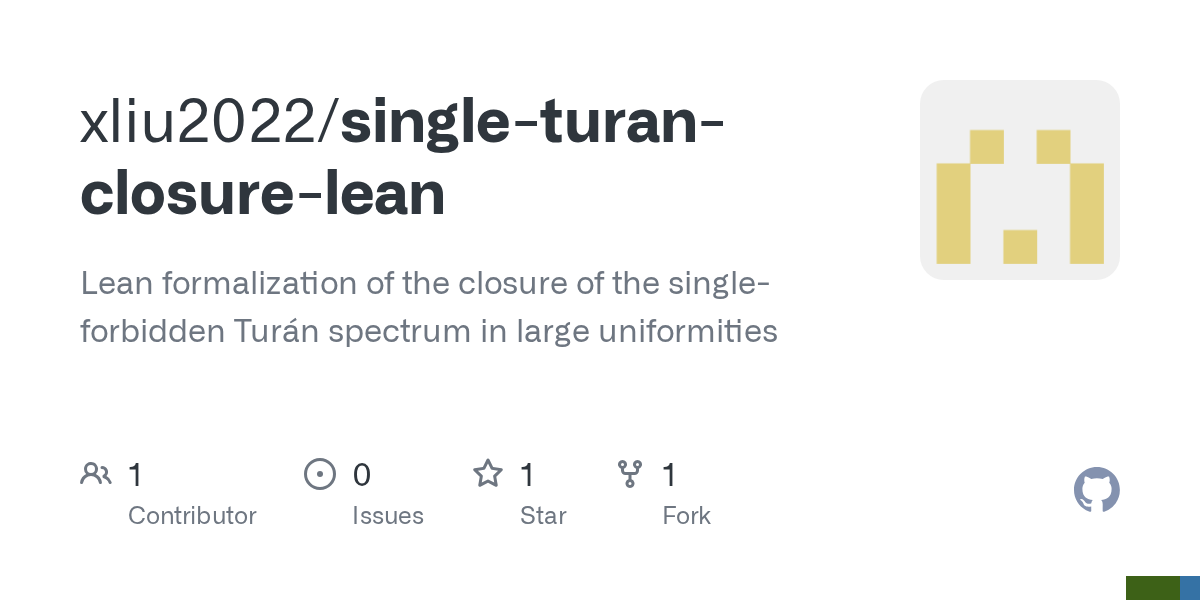 xliu2022/single-turan-
closure-lean
Lean formalization of the closure of the single-
forbidden Turán spectrum in large uniformities
1 0 1 1
Contributor Issues Star Fork